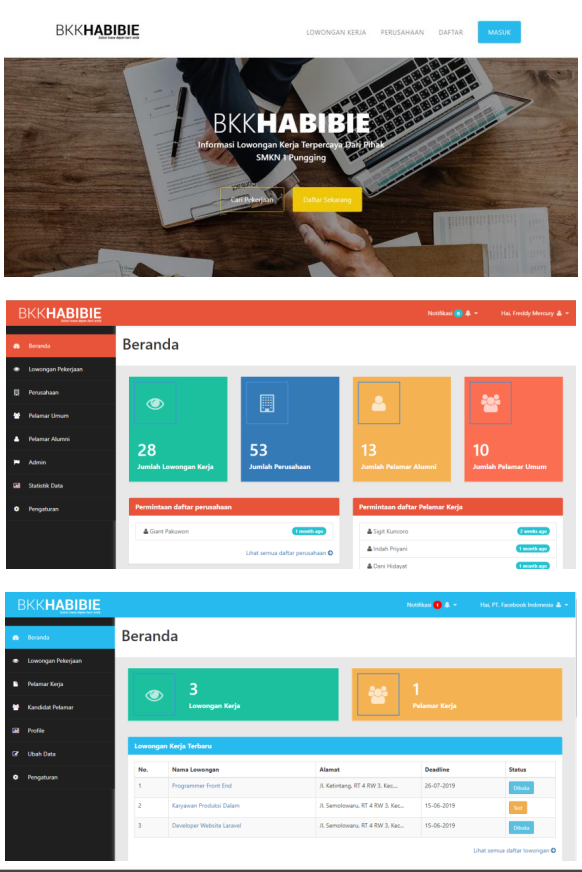 BKKHABIBIE
LOWONGAN KERJA PERUSAHAAN DAFTAR MASUK
BKKHABIBIE
Informasi Lowongan Kerja Terpercaya Dari Pihak
SMKN 1 Pungging
Cari Pekerjaan Daftar Sekarang
BKKHABIBIE
Notifikasi Hai, Freddy Mercury
Beranda
Beranda
Lowongan Pekerjaan
Perusahaan
Pelamar Umum
Pelamar Alumni
Admin
Statistik Data
Pengaturan
28
Jumlah Lowongan Kerja
53
Jumlah Perusahaan
13
Jumlah Pelamar Alumni
10
Jumlah Pelamar Umum
Permintaan daftar perusahaan
Giant Pakuwon 1 month ago
Lihat semua daftar perusahaan
Permintaan daftar Pelamar Kerja
Sigit Kuncoro 2 weeks ago
Indah Priyani 1 month ago
Dani Hidayat 1 month ago
BKKHABIBIE
Notifikasi 1 Hai, PT. Facebook Indonesia
Beranda
Beranda
Lowongan Pekerjaan
Pelamar Kerja
Kandidat Pelamar
Profile
Ubah Data
Pengaturan
3
Lowongan Kerja
1
Pelamar Kerja
Lowongan Kerja Terbaru
No. Nama Lowongan Alamat Deadline Status
1 Programmer Front End Jl. Ketintang, RT 4 RW 3, Kec... 26-07-2019 Dibuka
2 Karyawan Produksi Dalam Jl. Semolowaru, RT 4 RW 3, Kec... 15-06-2019
3 Developer Website Laravel Jl. Semolowaru, RT 4 RW 3, Kec... 15-06-2019 Dibuka
Lihat semua daftar lowongan